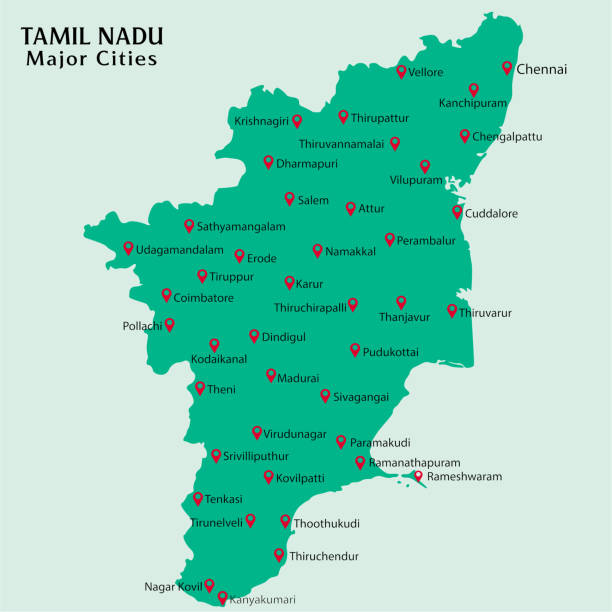 TAMIL NADU
Major Cities
Vellore
Chennai
Kanchipuram
Krishnagiri
Thirupattur
Thiruvannamalai
Chengalpattu
Dharmapuri
Vilupuram
Salem
Attur
Cuddalore
Sathyamangalam
Perambalur
Udagamandalam
Erode
Namakkal
Tiruppur
Karur
Coimbatore
Thiruchirapalli
Thanjavur
Thiruvarur
Pollachi
Dindigul
Kodaikanal
Pudukottai
Madurai
Theni
Sivagangai
Virudunagar
Paramakudi
Srivilliputhur
Ramanathapuram
Kovilpatti
Rameshwaram
Tenkasi
Tirunelveli
Thoothukudi
Thiruchendur
Nagar Kovil
Kanyakumari